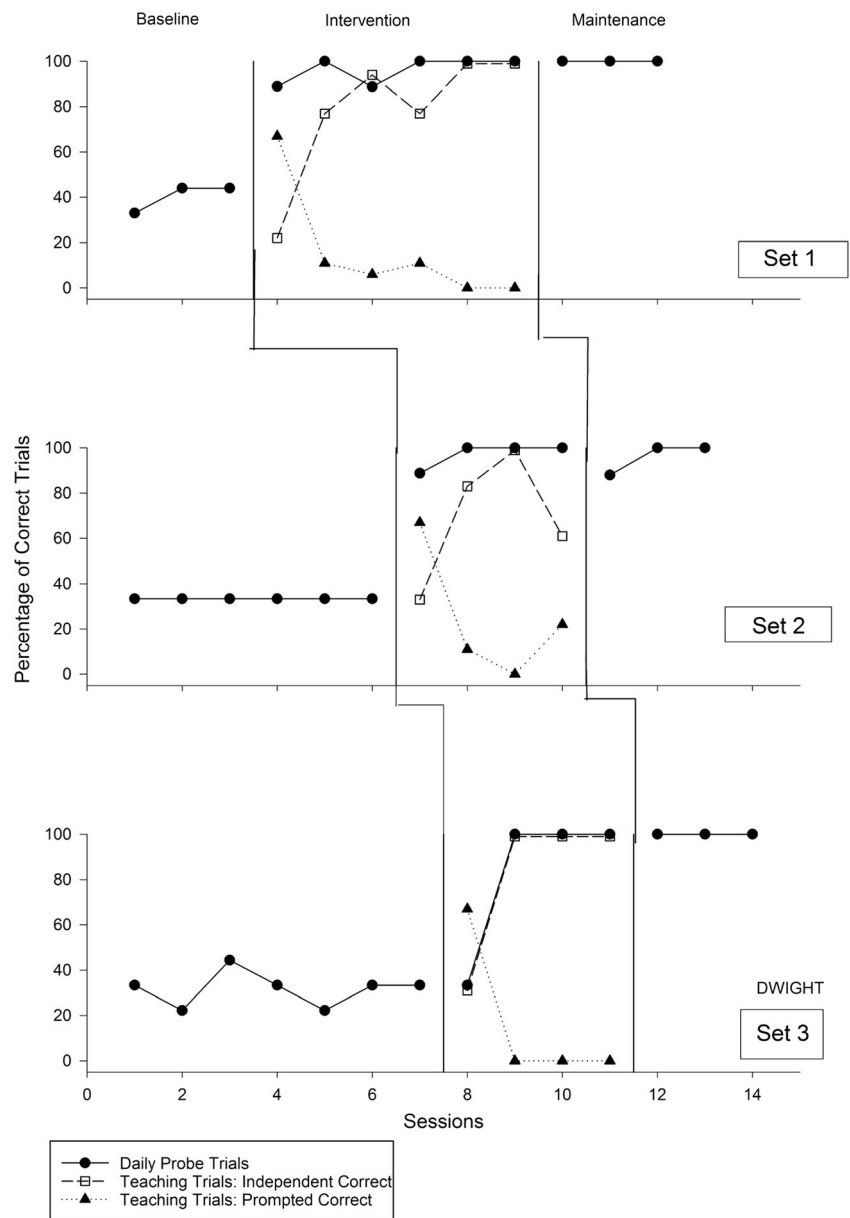 Baseline Intervention Maintenance
100
80
60
40
20
0
Set 1
Percentage of Correct Trials
100
80
60
40
20
0
Set 2
100
80
60
40
20
0
DWIGHT
Set 3
0 2 4 6 8 10 12 14
Sessions
Daily Probe Trials
Teaching Trials: Independent Correct
Teaching Trials: Prompted Correct